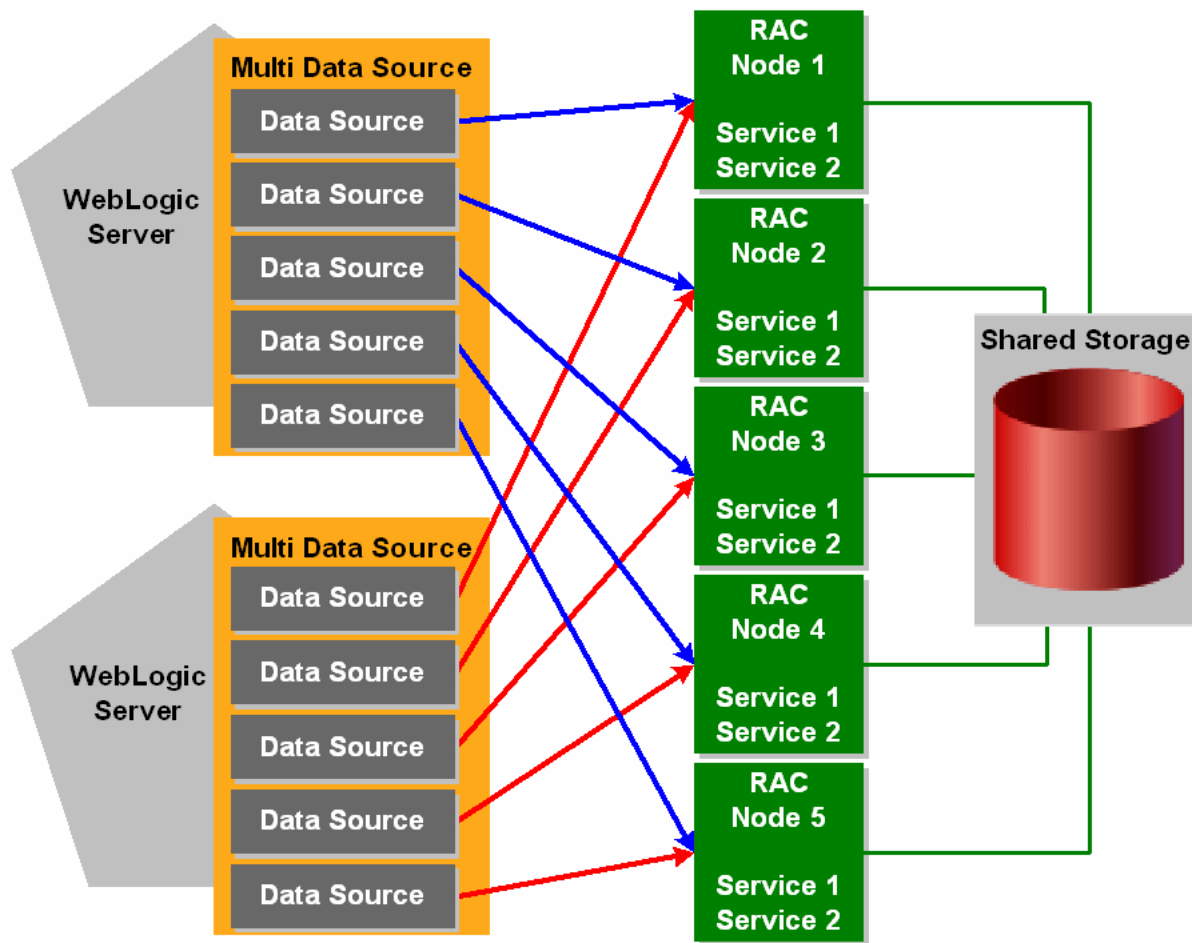 Multi Data Source
Data Source
Data Source
Data Source
Data Source
Data Source
WebLogic
Server
Multi Data Source
Data Source
Data Source
Data Source
Data Source
Data Source
WebLogic
Server
RAC
Node 1
Service 1
Service 2
RAC
Node 2
Service 1
Service 2
RAC
Node 3
Service 1
Service 2
RAC
Node 4
Service 1
Service 2
RAC
Node 5
Service 1
Service 2
Shared Storage